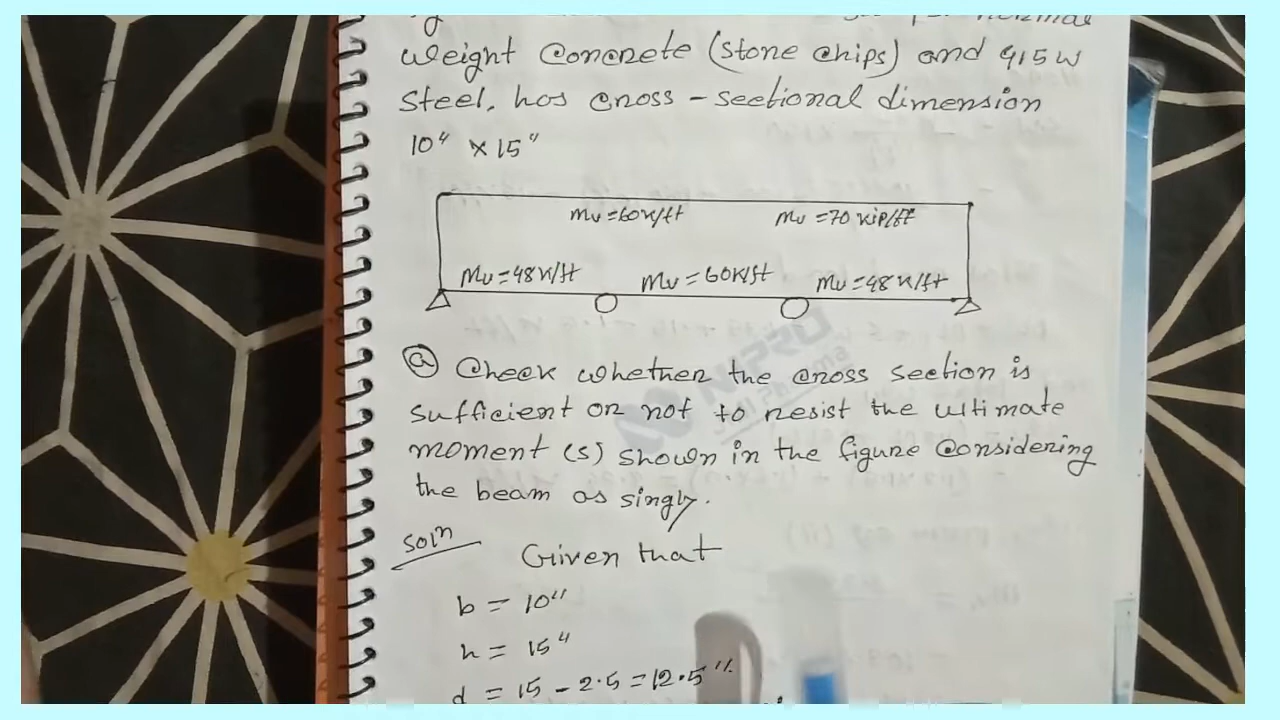 weight Concrete (stone chips) and 415W
steel. has cross-sectional dimension
10" × 15"
Mu=60K/ft Mu=70 kip/ft
Mu=48K/ft Mu=60K/ft Mu=48K/ft
(a) Check whether the cross section is
sufficient or not to resist the ultimate
moment (s) shown in the figure Considering
the beam as singly.
Soln Given that
b = 10"
h = 15"
d = 15 - 2.5 = 12.5"